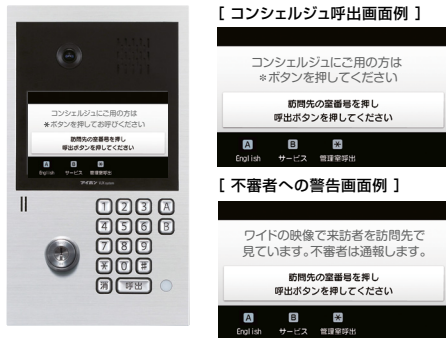 [ コンシェルジュ呼出画面例 ]
コンシェルジュにご用の方は
＊ボタンを押してください
訪問先の室番号を押し
呼出ボタンを押してください
A B ＊
English サービス 管理室呼出
[ 不審者への警告画面例 ]
ワイドの映像で来訪者を訪問先で
見ています。不審者は通報します。
訪問先の室番号を押し
呼出ボタンを押してください
A B ＊
English サービス 管理室呼出
コンシェルジュにご用の方は
＊ボタンを押してお呼びください
訪問先の室番号を押し
呼出ボタンを押してください
A B ＊
English サービス 管理室呼出
アイホン
1 2 3 A
4 5 6 B
7 8 9
＊ 0 #
消 呼出